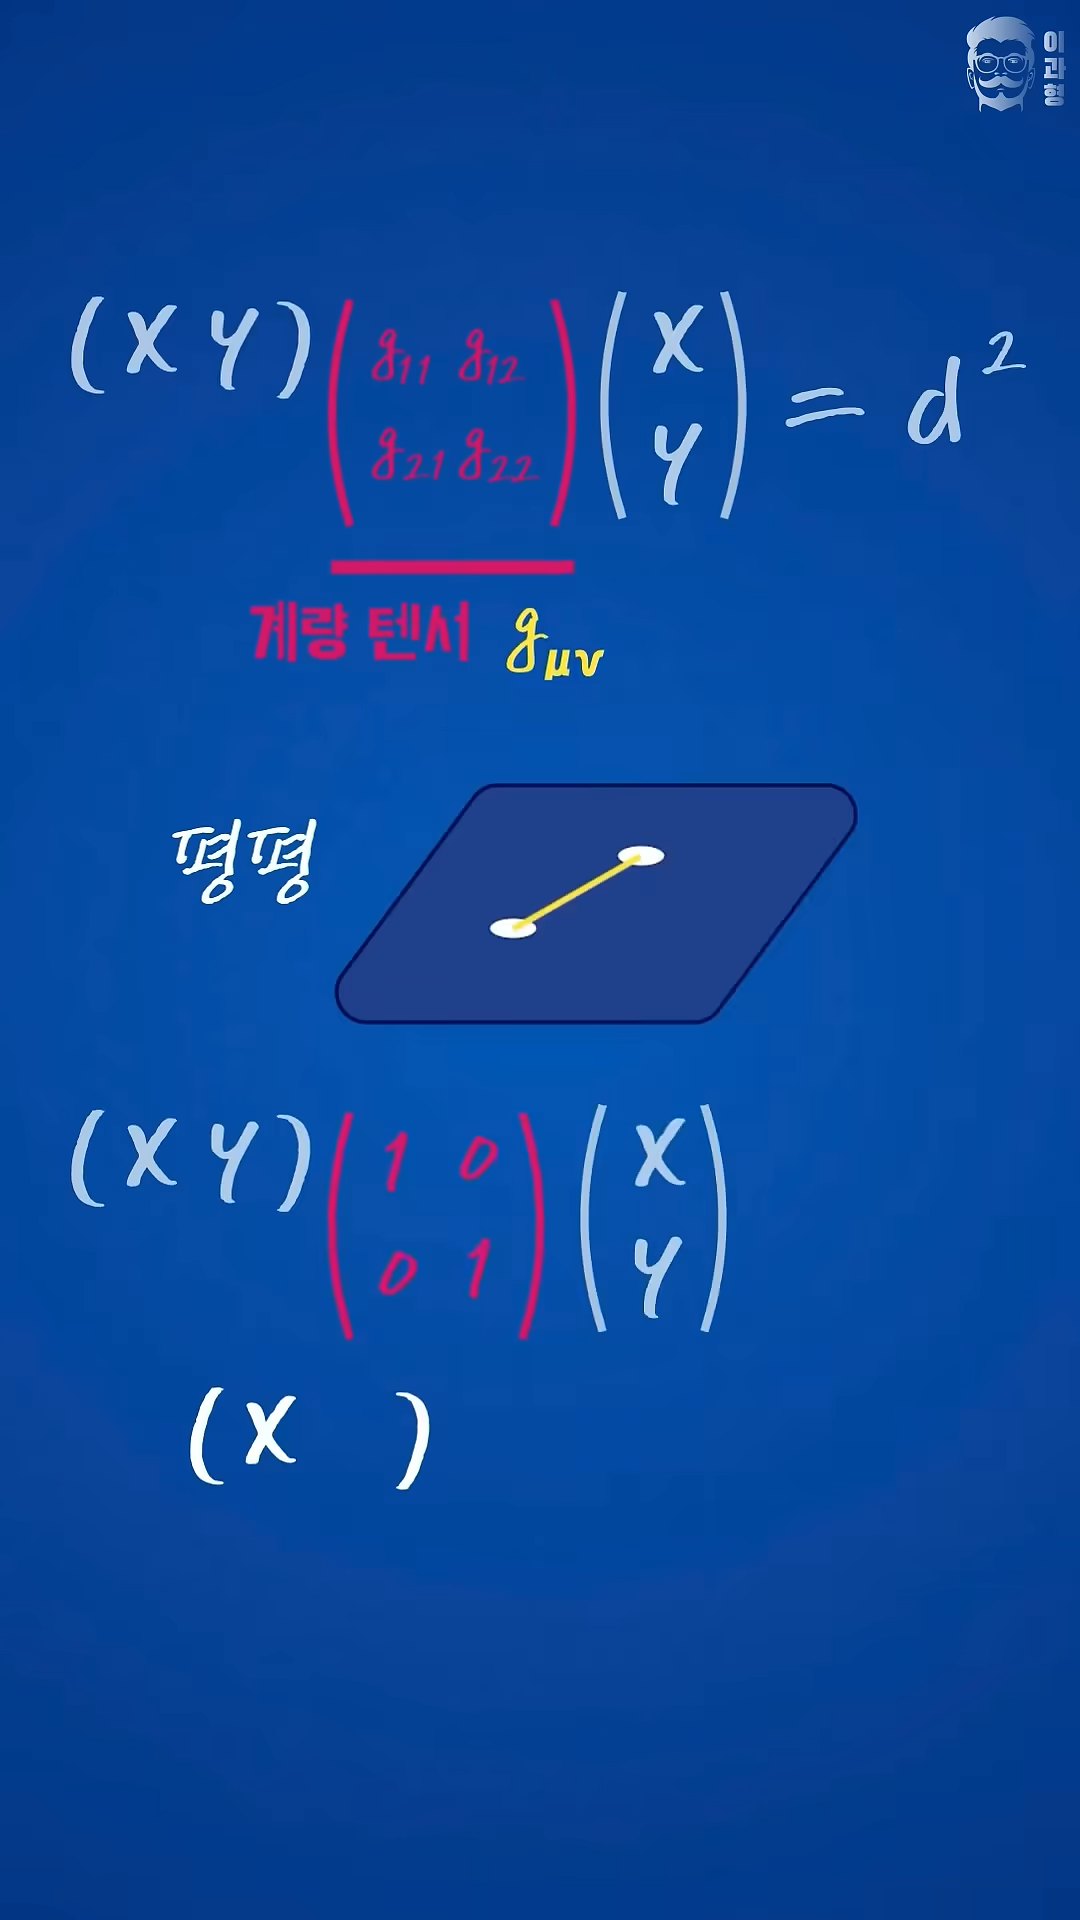 이과형
(x y) (g11 g12
g21 g22) (x
y) = d²
계량 텐서 gμν
평평
(x y) (1 0
0 1) (x
y)
(x )